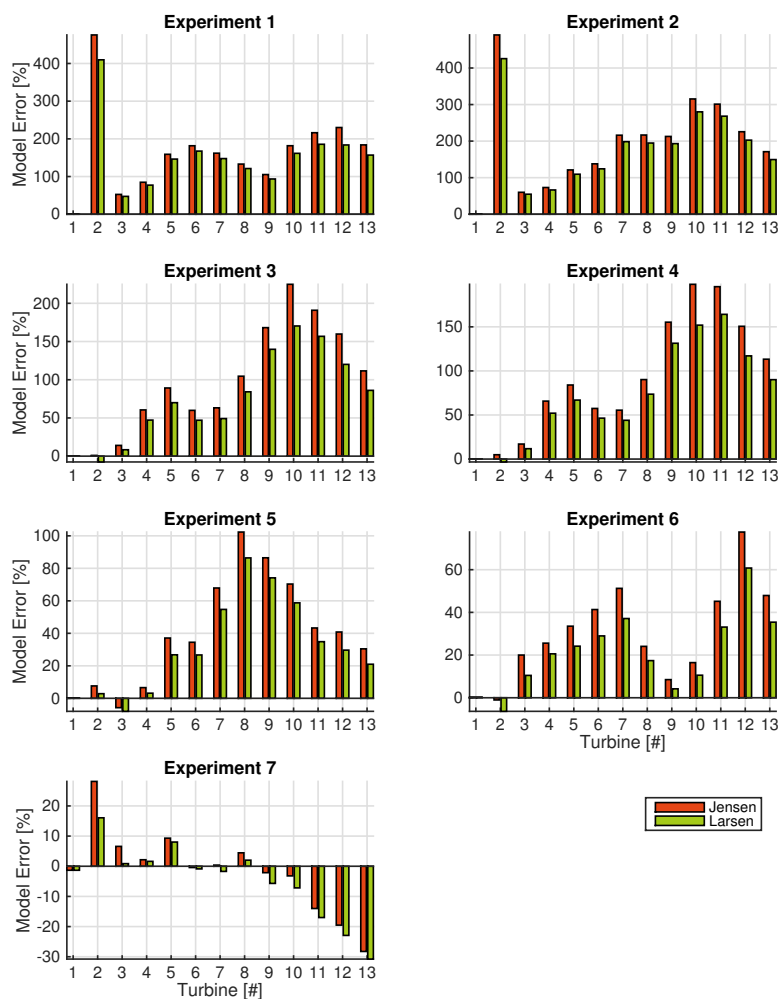 Experiment 1
Model Error [%]
400
300
200
100
0
1 2 3 4 5 6 7 8 9 10 11 12 13
Experiment 2
400
300
200
100
0
1 2 3 4 5 6 7 8 9 10 11 12 13
Experiment 3
Model Error [%]
200
150
100
50
0
1 2 3 4 5 6 7 8 9 10 11 12 13
Experiment 4
150
100
50
0
1 2 3 4 5 6 7 8 9 10 11 12 13
Experiment 5
Model Error [%]
100
80
60
40
20
0
1 2 3 4 5 6 7 8 9 10 11 12 13
Experiment 6
60
40
20
0
1 2 3 4 5 6 7 8 9 10 11 12 13
Turbine [#]
Experiment 7
Model Error [%]
20
10
0
-10
-20
-30
1 2 3 4 5 6 7 8 9 10 11 12 13
Turbine [#]
Jensen
Larsen